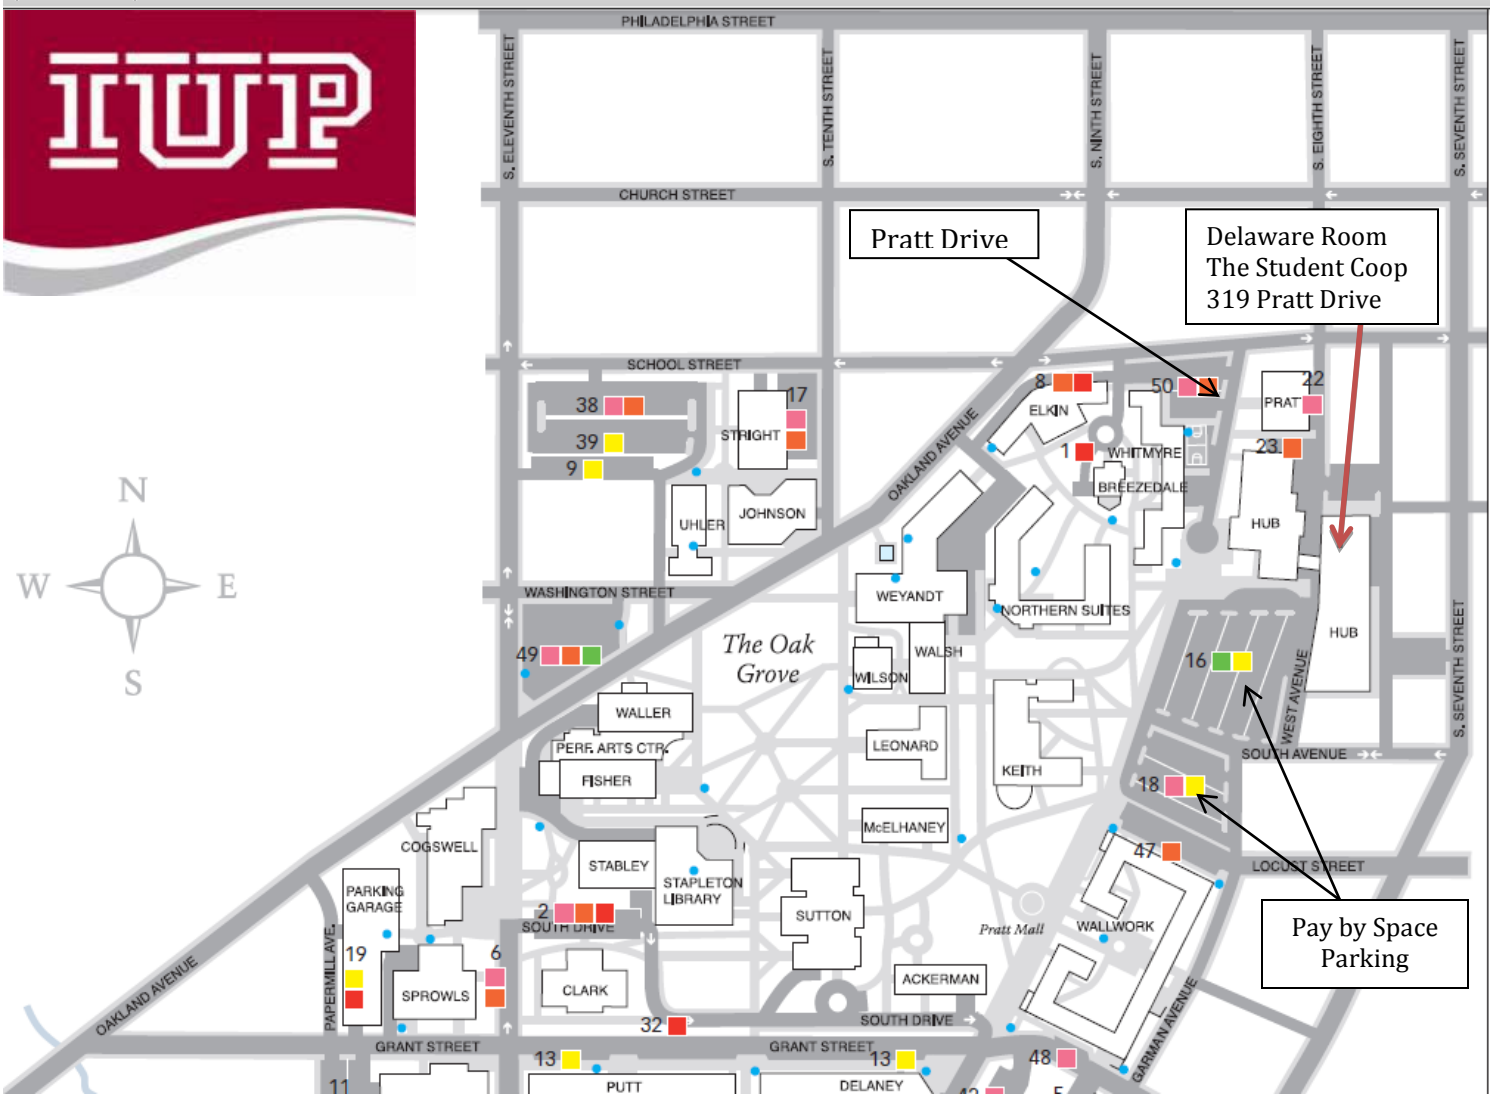 PHILADELPHIA STREET
IUP
S. ELEVENTH STREET
S. TENTH STREET
S. NINTH STREET
S. EIGHTH STREET
S. SEVENTH STREET
CHURCH STREET
Pratt Drive
Delaware Room
The Student Coop
319 Pratt Drive
SCHOOL STREET
38
39
9
17
STRIGHT
8
ELKIN
50
22
PRAT
23
1
WHITMYRE
BREEZEDALE
OAKLAND AVENUE
UHLER
JOHNSON
HUB
N
W
E
S
WASHINGTON STREET
WEYANDT
NORTHERN SUITES
HUB
49
The Oak
Grove
WALSH
WILSON
16
S. SEVENTH STREET
WEST AVENUE
WALLER
PERF. ARTS CTR.
FISHER
LEONARD
KEITH
SOUTH AVENUE
18
COGSWELL
McELHANEY
47
LOCUST STREET
STABLEY
STAPLETON
LIBRARY
PARKING
GARAGE
2
SOUTH DRIVE
SUTTON
Pratt Mall
WALLWORK
Pay by Space
Parking
PAPERMILL AVE.
19
6
SPROWLS
CLARK
ACKERMAN
OAKLAND AVENUE
32
SOUTH DRIVE
GARMAN AVENUE
GRANT STREET
GRANT STREET
13
13
48
11
PUTT
DELANEY